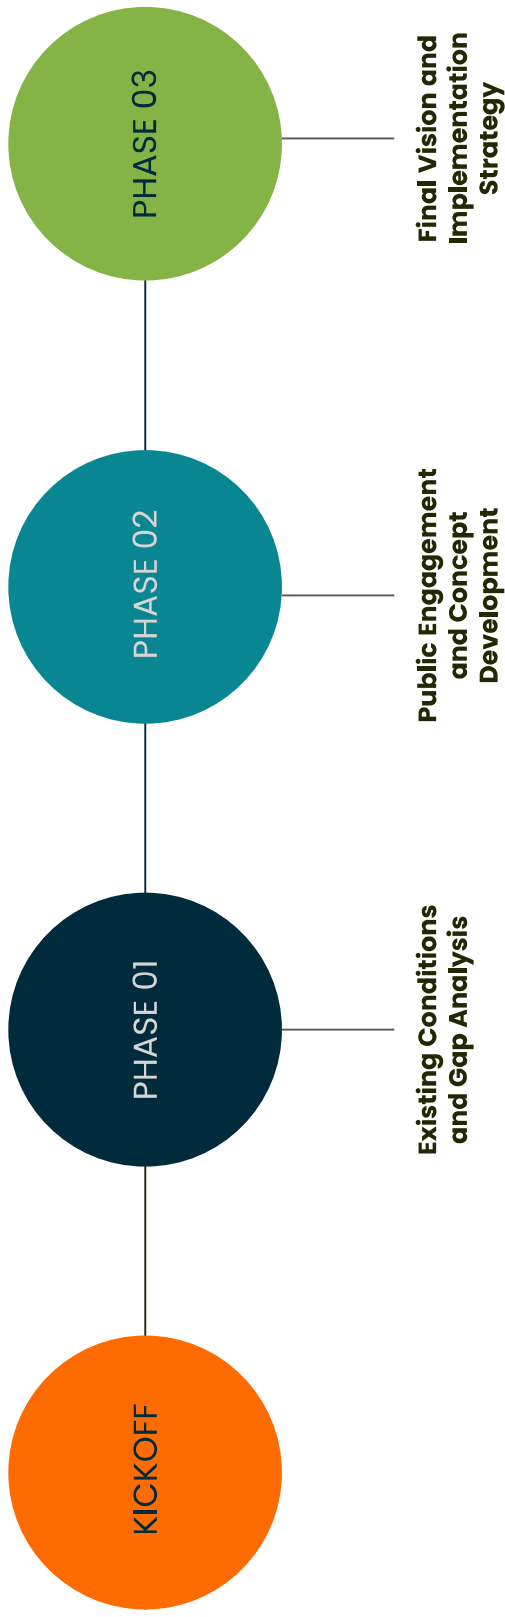 KICKOFF
PHASE 01
Existing Conditions
and Gap Analysis
PHASE 02
Public Engagement
and Concept
Development
PHASE 03
Final Vision and
Implementation
Strategy